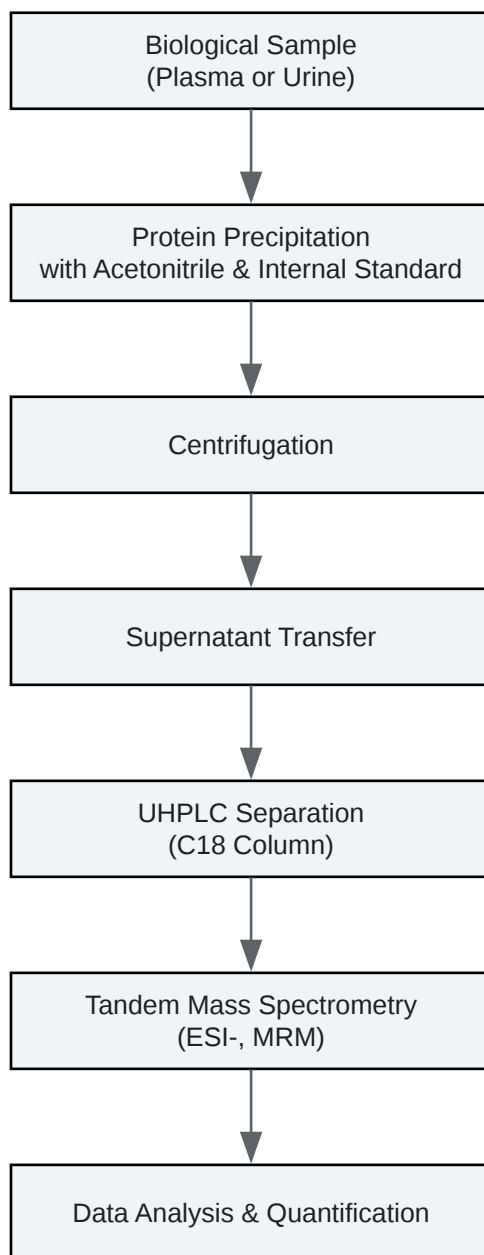 Biological Sample
(Plasma or Urine)
Protein Precipitation
with Acetonitrile & Internal Standard
Centrifugation
Supernatant Transfer
UHPLC Separation
(C18 Column)
Tandem Mass Spectrometry
(ESI-, MRM)
Data Analysis & Quantification